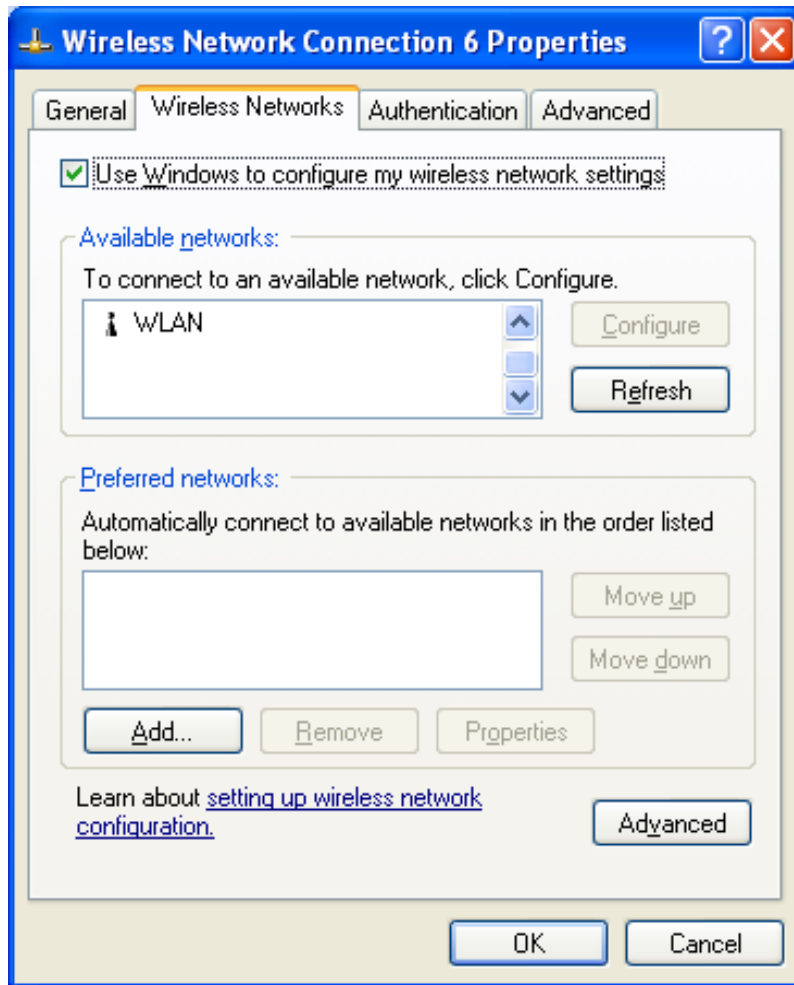 Wireless Network Connection 6 Properties
General
Wireless Networks
Authentication
Advanced
Use Windows to configure my wireless network settings
Available networks:
To connect to an available network, click Configure.
WLAN
Configure
Refresh
Preferred networks:
Automatically connect to available networks in the order listed
below:
Move up
Move down
Add...
Remove
Properties
Learn about setting up wireless network
configuration.
Advanced
OK
Cancel